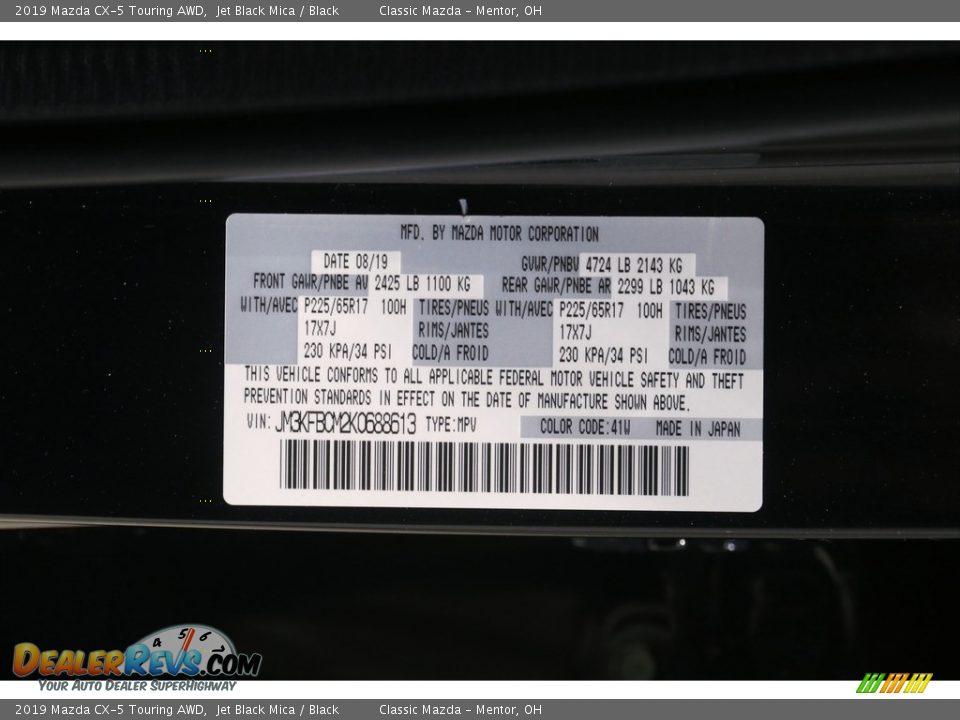 2019 Mazda CX-5 Touring AWD, Jet Black Mica / Black Classic Mazda - Mentor, OH
MFD. BY MAZDA MOTOR CORPORATION
DATE 08/19 GVWR/PNBV 4724 LB 2143 KG
FRONT GAWR/PNBE AV 2425 LB 1100 KG REAR GAWR/PNBE AR 2299 LB 1043 KG
WITH/AVEC P225/65R17 100H TIRES/PNEUS WITH/AVEC P225/65R17 100H TIRES/PNEUS
17X7J RIMS/JANTES 17X7J RIMS/JANTES
230 KPA/34 PSI COLD/A FROID 230 KPA/34 PSI COLD/A FROID
THIS VEHICLE CONFORMS TO ALL APPLICABLE FEDERAL MOTOR VEHICLE SAFETY AND THEFT
PREVENTION STANDARDS IN EFFECT ON THE DATE OF MANUFACTURE SHOWN ABOVE.
VIN: JM3KFBCM2K0688613 TYPE:MPV COLOR CODE:41W MADE IN JAPAN
4 5 6
DEALERREVS.COM
YOUR AUTO DEALER SUPERHIGHWAY
2019 Mazda CX-5 Touring AWD, Jet Black Mica / Black Classic Mazda - Mentor, OH